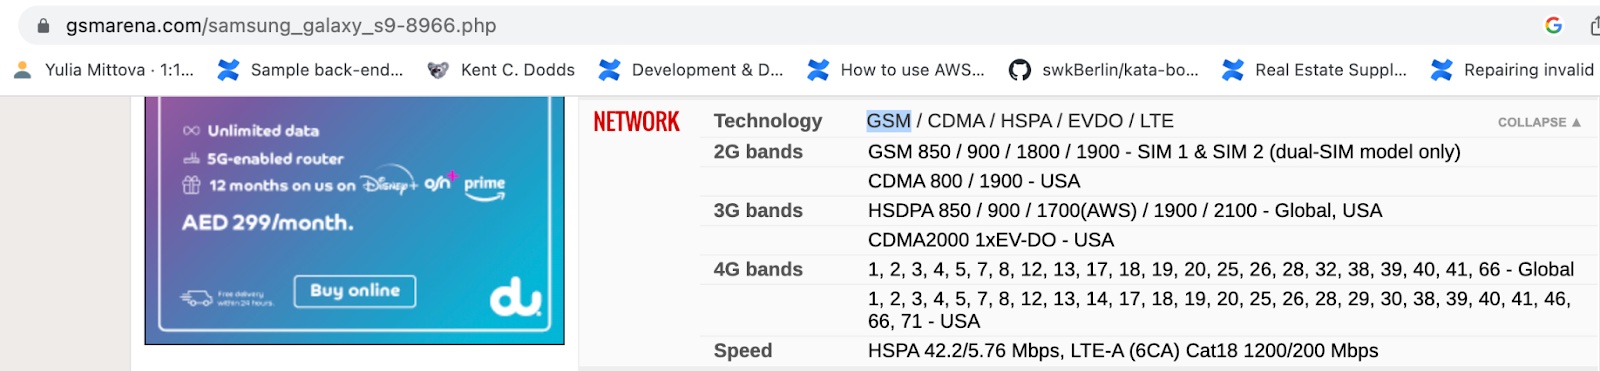 gsmarena.com/samsung_galaxy_s9-8966.php
Yulia Mittova · 1:1... Sample back-end... Kent C. Dodds Development & D... How to use AWS... swkBerlin/kata-bo... Real Estate Suppl... Repairing invalid
Unlimited data
5G-enabled router
12 months on us on Disney+ osn+ prime
AED 299/month.
Free delivery
within 24 hours.
Buy online
du
NETWORK
Technology GSM / CDMA / HSPA / EVDO / LTE COLLAPSE ▲
2G bands GSM 850 / 900 / 1800 / 1900 - SIM 1 & SIM 2 (dual-SIM model only)
CDMA 800 / 1900 - USA
3G bands HSDPA 850 / 900 / 1700(AWS) / 1900 / 2100 - Global, USA
CDMA2000 1xEV-DO - USA
4G bands 1, 2, 3, 4, 5, 7, 8, 12, 13, 17, 18, 19, 20, 25, 26, 28, 32, 38, 39, 40, 41, 66 - Global
1, 2, 3, 4, 5, 7, 8, 12, 13, 14, 17, 18, 19, 20, 25, 26, 28, 29, 30, 38, 39, 40, 41, 46,
66, 71 - USA
Speed HSPA 42.2/5.76 Mbps, LTE-A (6CA) Cat18 1200/200 Mbps